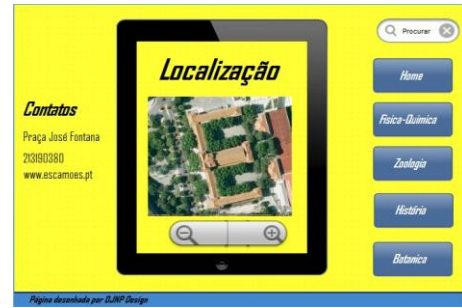 Localização
Contatos
Praça José Fontana
213190380
www.escamoes.pt
Procurar
Home
Fisica-Quimica
Zoologia
História
Botanica
Página desenhada por DJNP Design